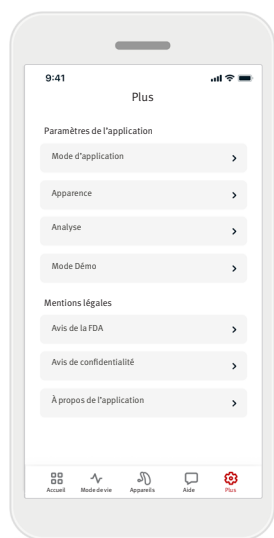 9:41
Plus
Paramètres de l'application
Mode d'application
Apparence
Analyse
Mode Démo
Mentions légales
Avis de la FDA
Avis de confidentialité
À propos de l'application
Accueil Mode de vie Appareils Aide Plus